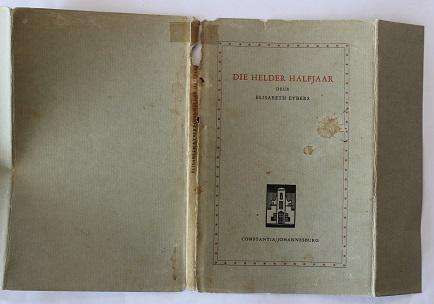 DIE HELDER HALFJAAR
DEUR
ELISABETH EYBERS
CONSTANTIA/JOHANNESBURG